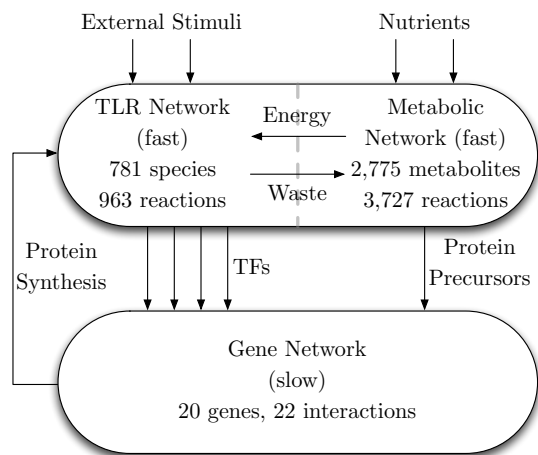 External Stimuli
Nutrients
TLR Network
(fast)
781 species
963 reactions
Energy
Waste
Metabolic
Network (fast)
2,775 metabolites
3,727 reactions
Protein
Synthesis
TFs
Protein
Precursors
Gene Network
(slow)
20 genes, 22 interactions